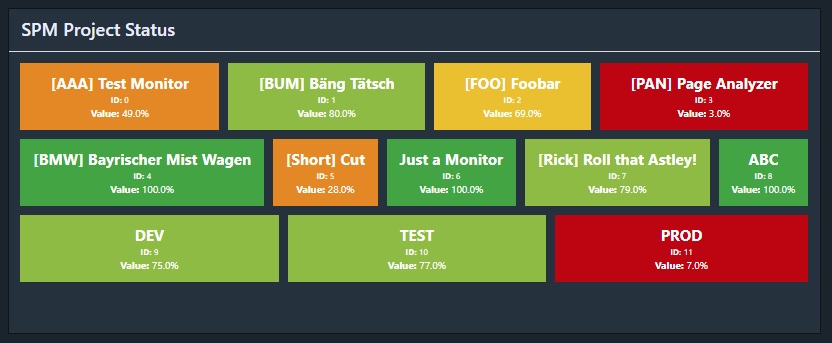 SPM Project Status
[AAA] Test Monitor
ID: 0
Value: 49.0%
[BUM] Bäng Tätsch
ID: 1
Value: 80.0%
[FOO] Foobar
ID: 2
Value: 69.0%
[PAN] Page Analyzer
ID: 3
Value: 3.0%
[BMW] Bayrischer Mist Wagen
ID: 4
Value: 100.0%
[Short] Cut
ID: 5
Value: 28.0%
Just a Monitor
ID: 6
Value: 100.0%
[Rick] Roll that Astley!
ID: 7
Value: 79.0%
ABC
ID: 8
Value: 100.0%
DEV
ID: 9
Value: 75.0%
TEST
ID: 10
Value: 77.0%
PROD
ID: 11
Value: 7.0%